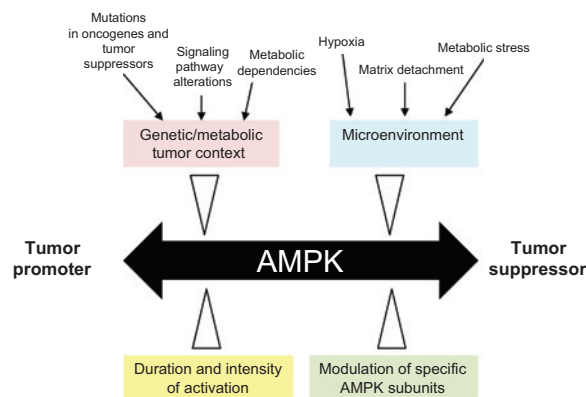 Mutations
in oncogenes and
tumor
suppressors
Signaling
pathway
alterations
Metabolic
dependencies
Hypoxia
Matrix detachment
Metabolic stress
Genetic/metabolic
tumor context
Microenvironment
Tumor
promoter
AMPK
Tumor
suppressor
Duration and intensity
of activation
Modulation of specific
AMPK subunits